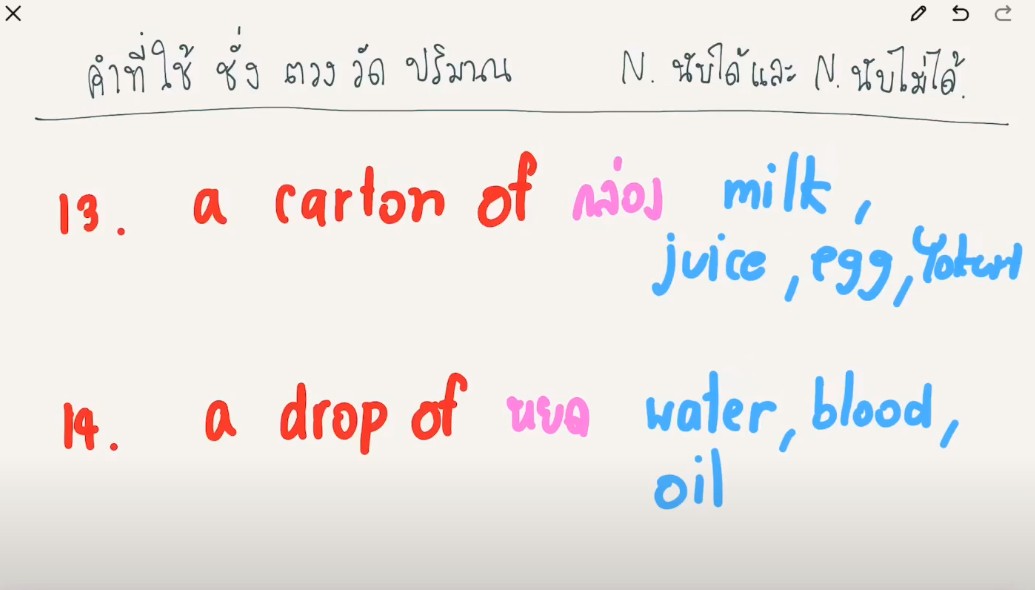 คำที่ใช้ ชั่ง ตวง วัด ปริมาณ N. นับได้และ N. นับไม่ได้.
13. a carton of กล่อง milk,
juice, egg, Yokurt
14. a drop of หยด water, blood,
oil